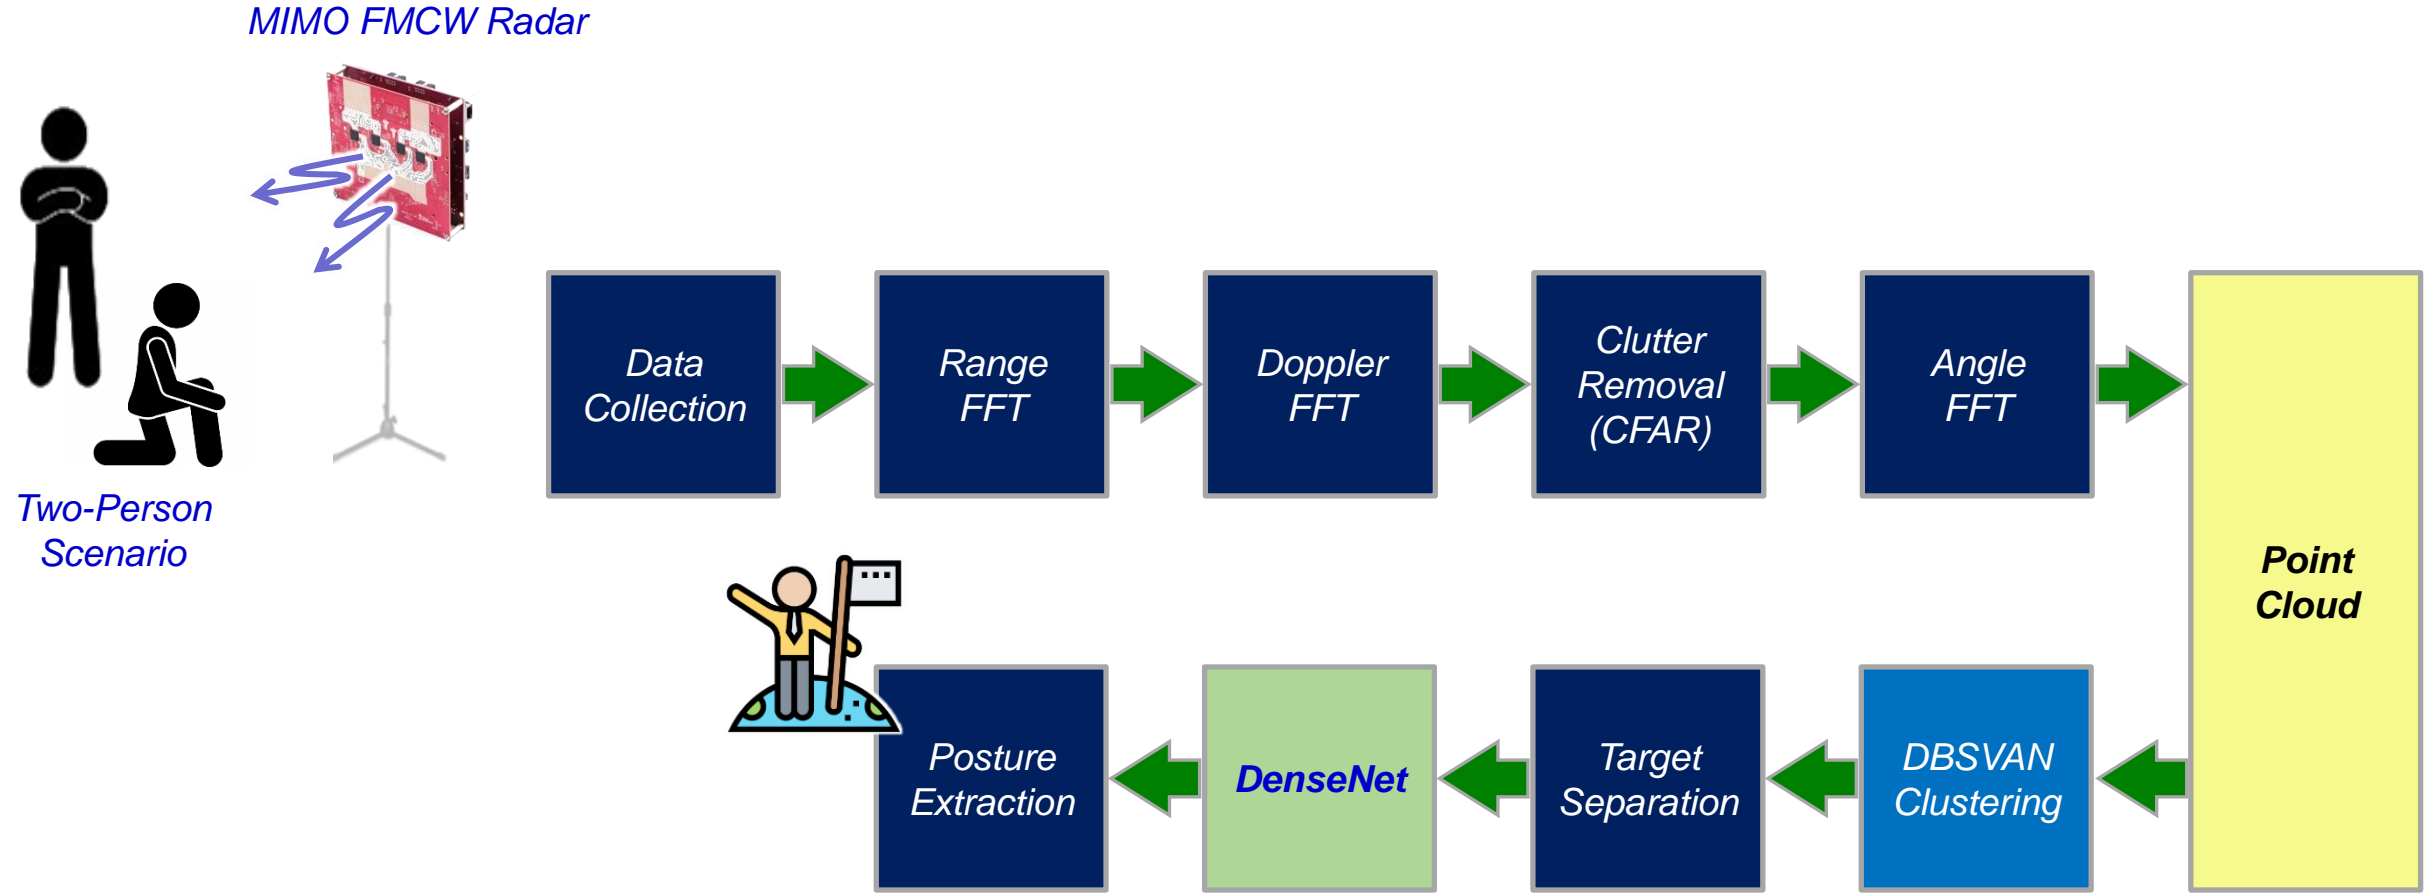 MIMO FMCW Radar
Two-Person
Scenario
Data
Collection
Range
FFT
Doppler
FFT
Clutter
Removal
(CFAR)
Angle
FFT
Point
Cloud
DBSVAN
Clustering
Target
Separation
DenseNet
Posture
Extraction